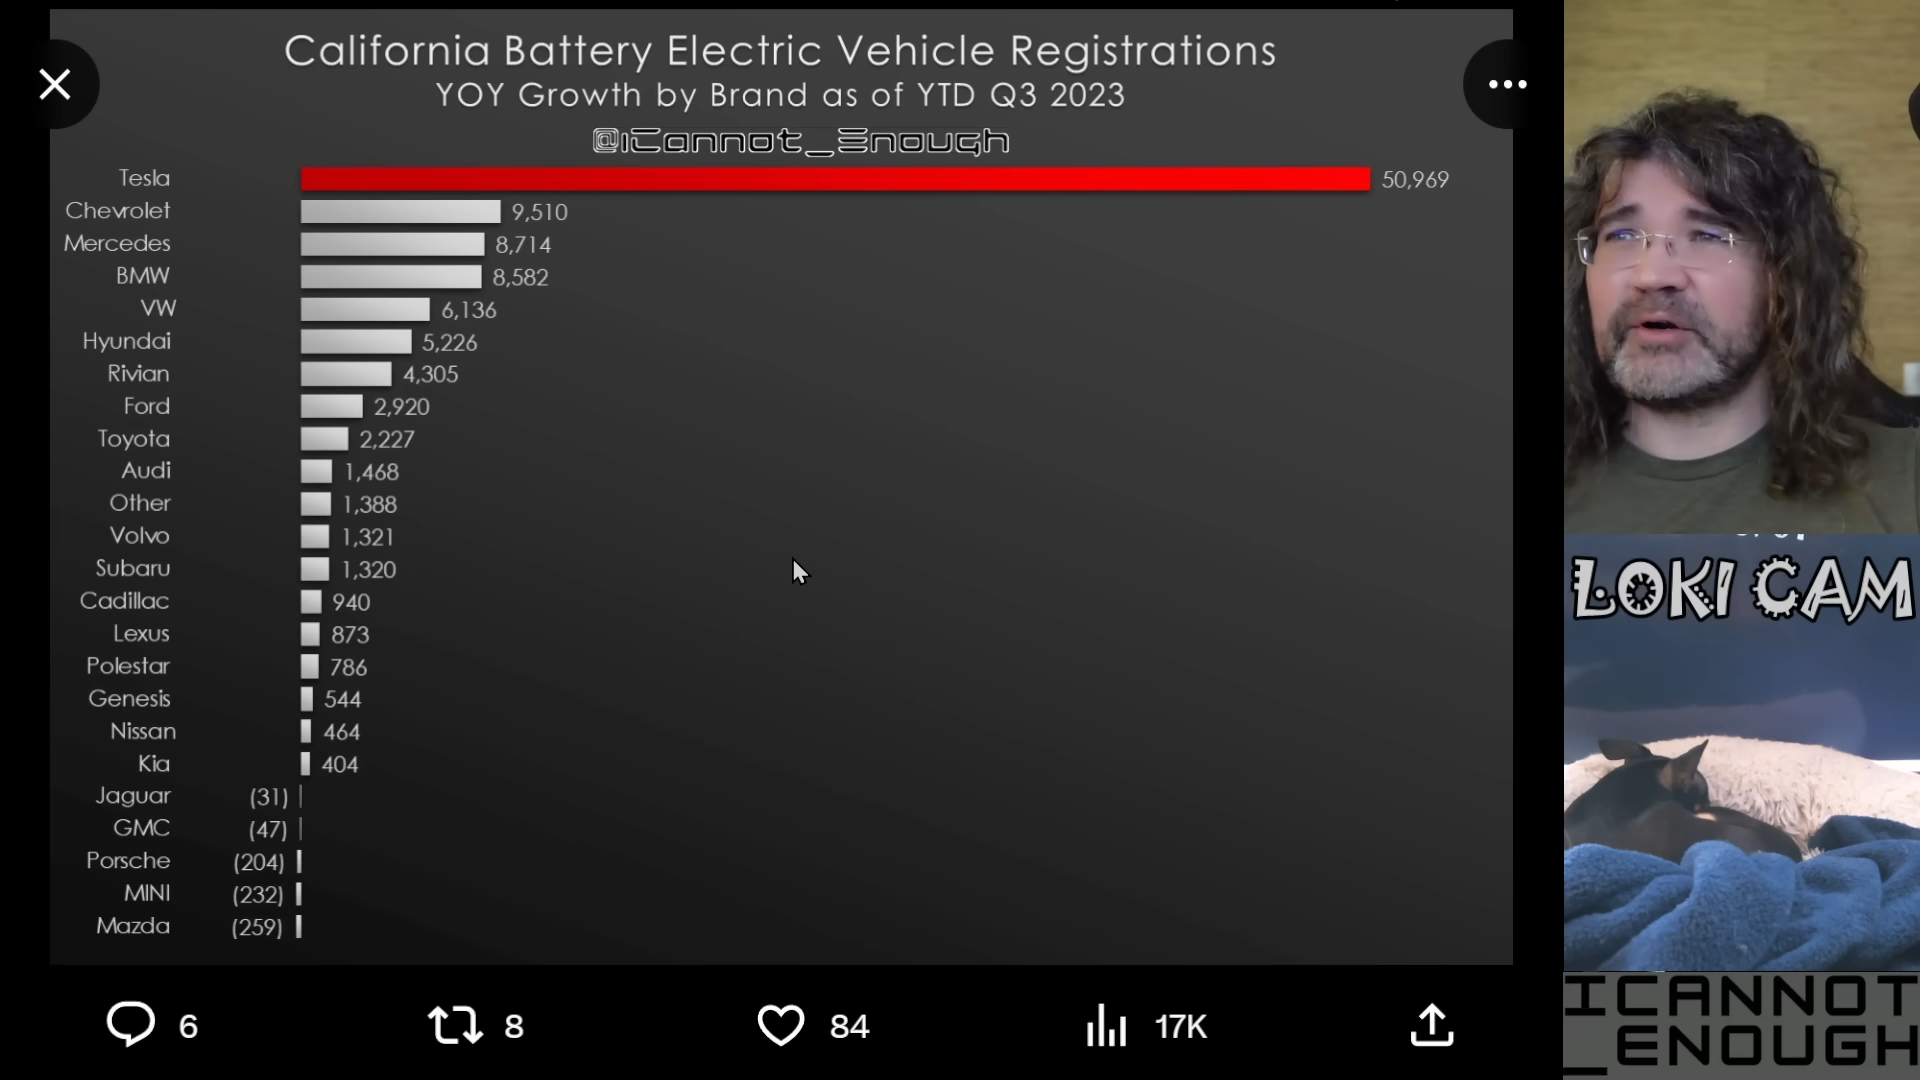 California Battery Electric Vehicle Registrations
YOY Growth by Brand as of YTD Q3 2023
@iCannot_Enough
Tesla 50,969
Chevrolet 9,510
Mercedes 8,714
BMW 8,582
VW 6,136
Hyundai 5,226
Rivian 4,305
Ford 2,920
Toyota 2,227
Audi 1,468
Other 1,388
Volvo 1,321
Subaru 1,320
Cadillac 940
Lexus 873
Polestar 786
Genesis 544
Nissan 464
Kia 404
Jaguar (31)
GMC (47)
Porsche (204)
MINI (232)
Mazda (259)
6 8 84 17K
LOKI CAM
ICANNOT
_ENOUGH